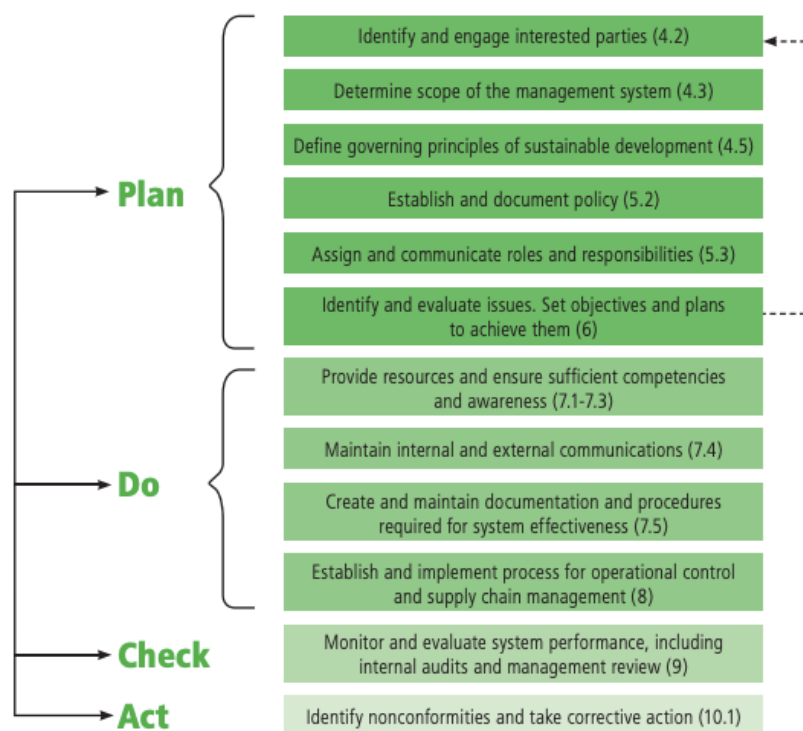 Identify and engage interested parties (4.2)
Determine scope of the management system (4.3)
Define governing principles of sustainable development (4.5)
Plan
Establish and document policy (5.2)
Assign and communicate roles and responsibilities (5.3)
Identify and evaluate issues. Set objectives and plans
to achieve them (6)
Provide resources and ensure sufficient competencies
and awareness (7.1-7.3)
Maintain internal and external communications (7.4)
Do
Create and maintain documentation and procedures
required for system effectiveness (7.5)
Establish and implement process for operational control
and supply chain management (8)
Check
Monitor and evaluate system performance, including
internal audits and management review (9)
Act
Identify nonconformities and take corrective action (10.1)